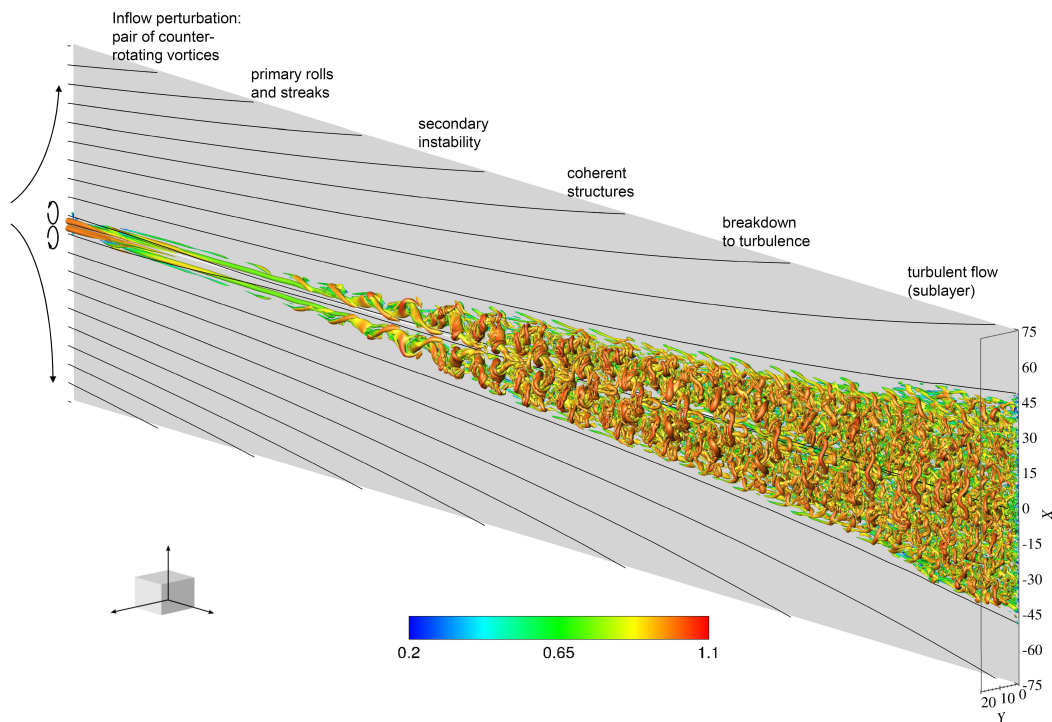 Inflow perturbation:
pair of counter-
rotating vortices
primary rolls
and streaks
secondary
instability
coherent
structures
breakdown
to turbulence
turbulent flow
(sublayer)
75
60
45
30
15
0
X
-15
-30
-45
-60
-75
20 10 0
Y
0.2 0.65 1.1